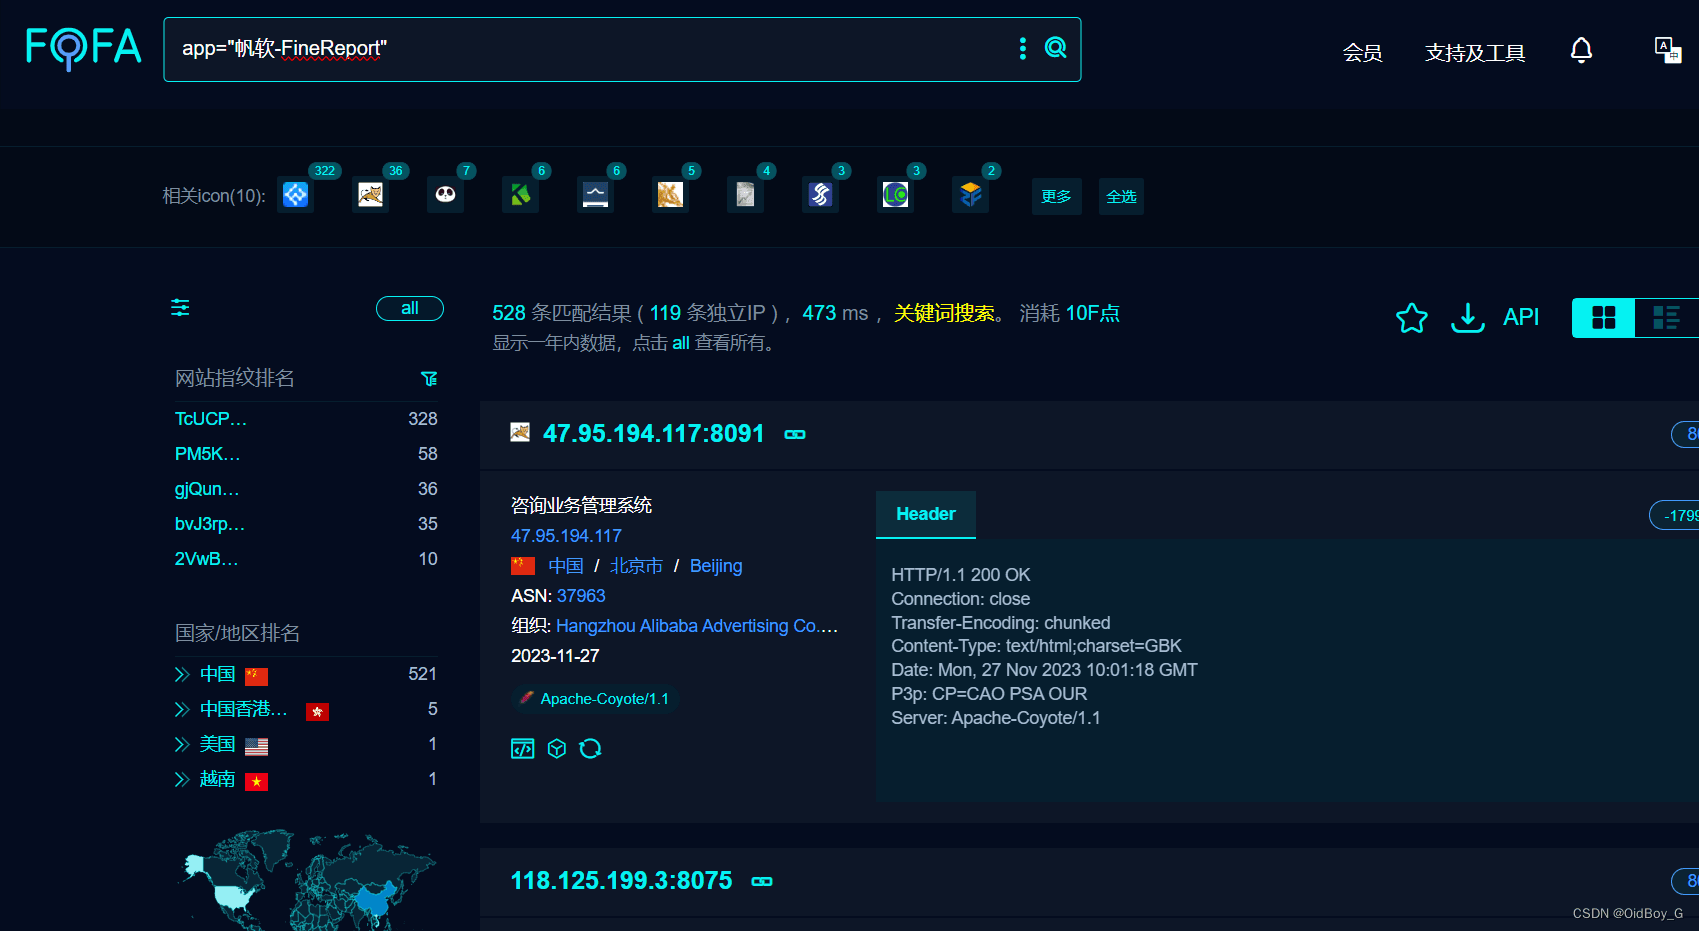 FOFA
app="帆软-FineReport"
会员
支持及工具
相关icon(10):
322
36
7
6
6
5
4
3
3
2
更多
全选
all
528 条匹配结果 ( 119 条独立IP ) , 473 ms , 关键词搜索。 消耗 10F点
显示一年内数据，点击 all 查看所有。
API
网站指纹排名
TcUCP... 328
PM5K... 58
gjQun... 36
bvJ3rp... 35
2VwB... 10
国家/地区排名
中国 521
中国香港... 5
美国 1
越南 1
47.95.194.117:8091
咨询业务管理系统
47.95.194.117
中国 / 北京市 / Beijing
ASN: 37963
组织: Hangzhou Alibaba Advertising Co....
2023-11-27
Apache-Coyote/1.1
Header
-1799
HTTP/1.1 200 OK
Connection: close
Transfer-Encoding: chunked
Content-Type: text/html;charset=GBK
Date: Mon, 27 Nov 2023 10:01:18 GMT
P3p: CP=CAO PSA OUR
Server: Apache-Coyote/1.1
118.125.199.3:8075
CSDN @OidBoy_G